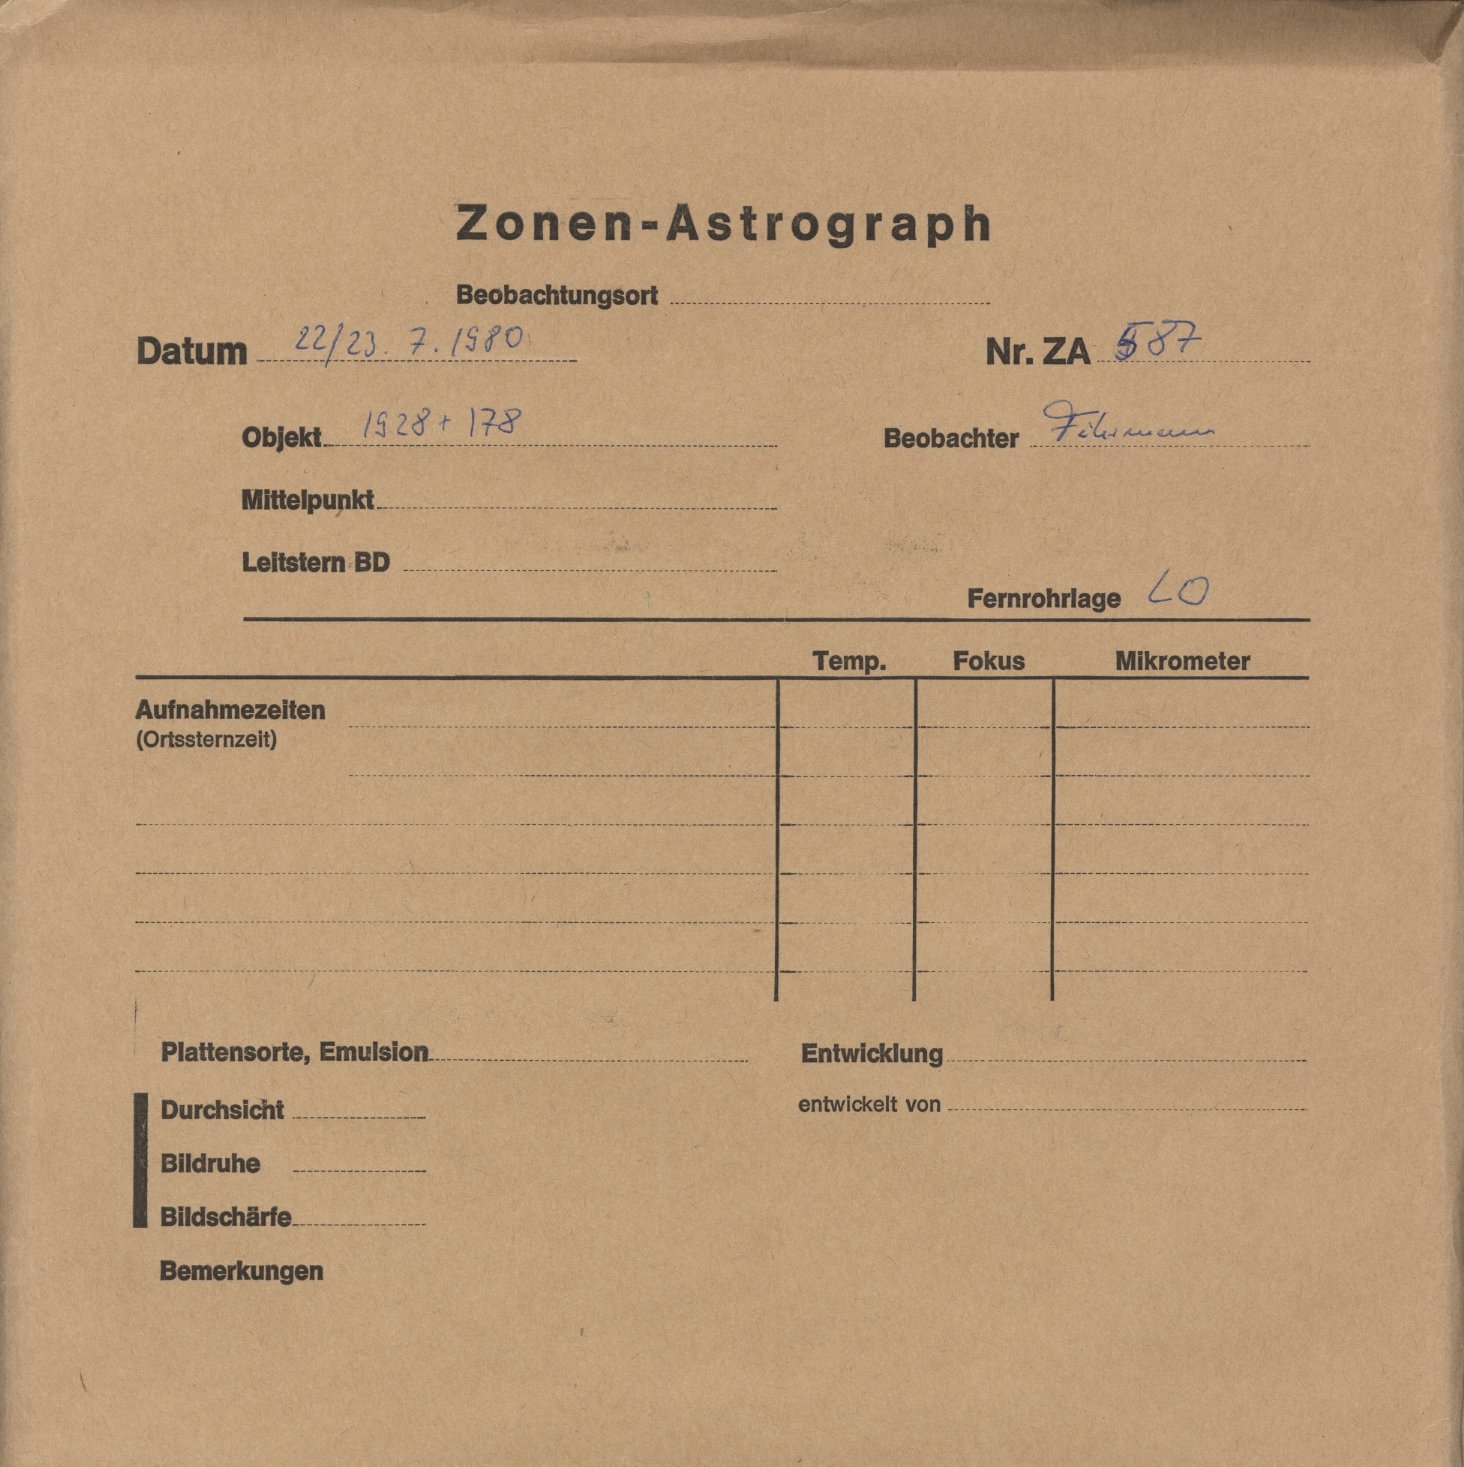 Zonen-Astrograph
Beobachtungsort
Datum 22/23. 7. 1980 Nr. ZA 587
Objekt 1928 + 178 Beobachter
Mittelpunkt
Leitstern BD
Fernrohrlage LO
Temp. Fokus Mikrometer
Aufnahmezeiten
(Ortssternzeit)
Plattensorte, Emulsion Entwicklung
Durchsicht entwickelt von
Bildruhe
Bildschärfe
Bemerkungen